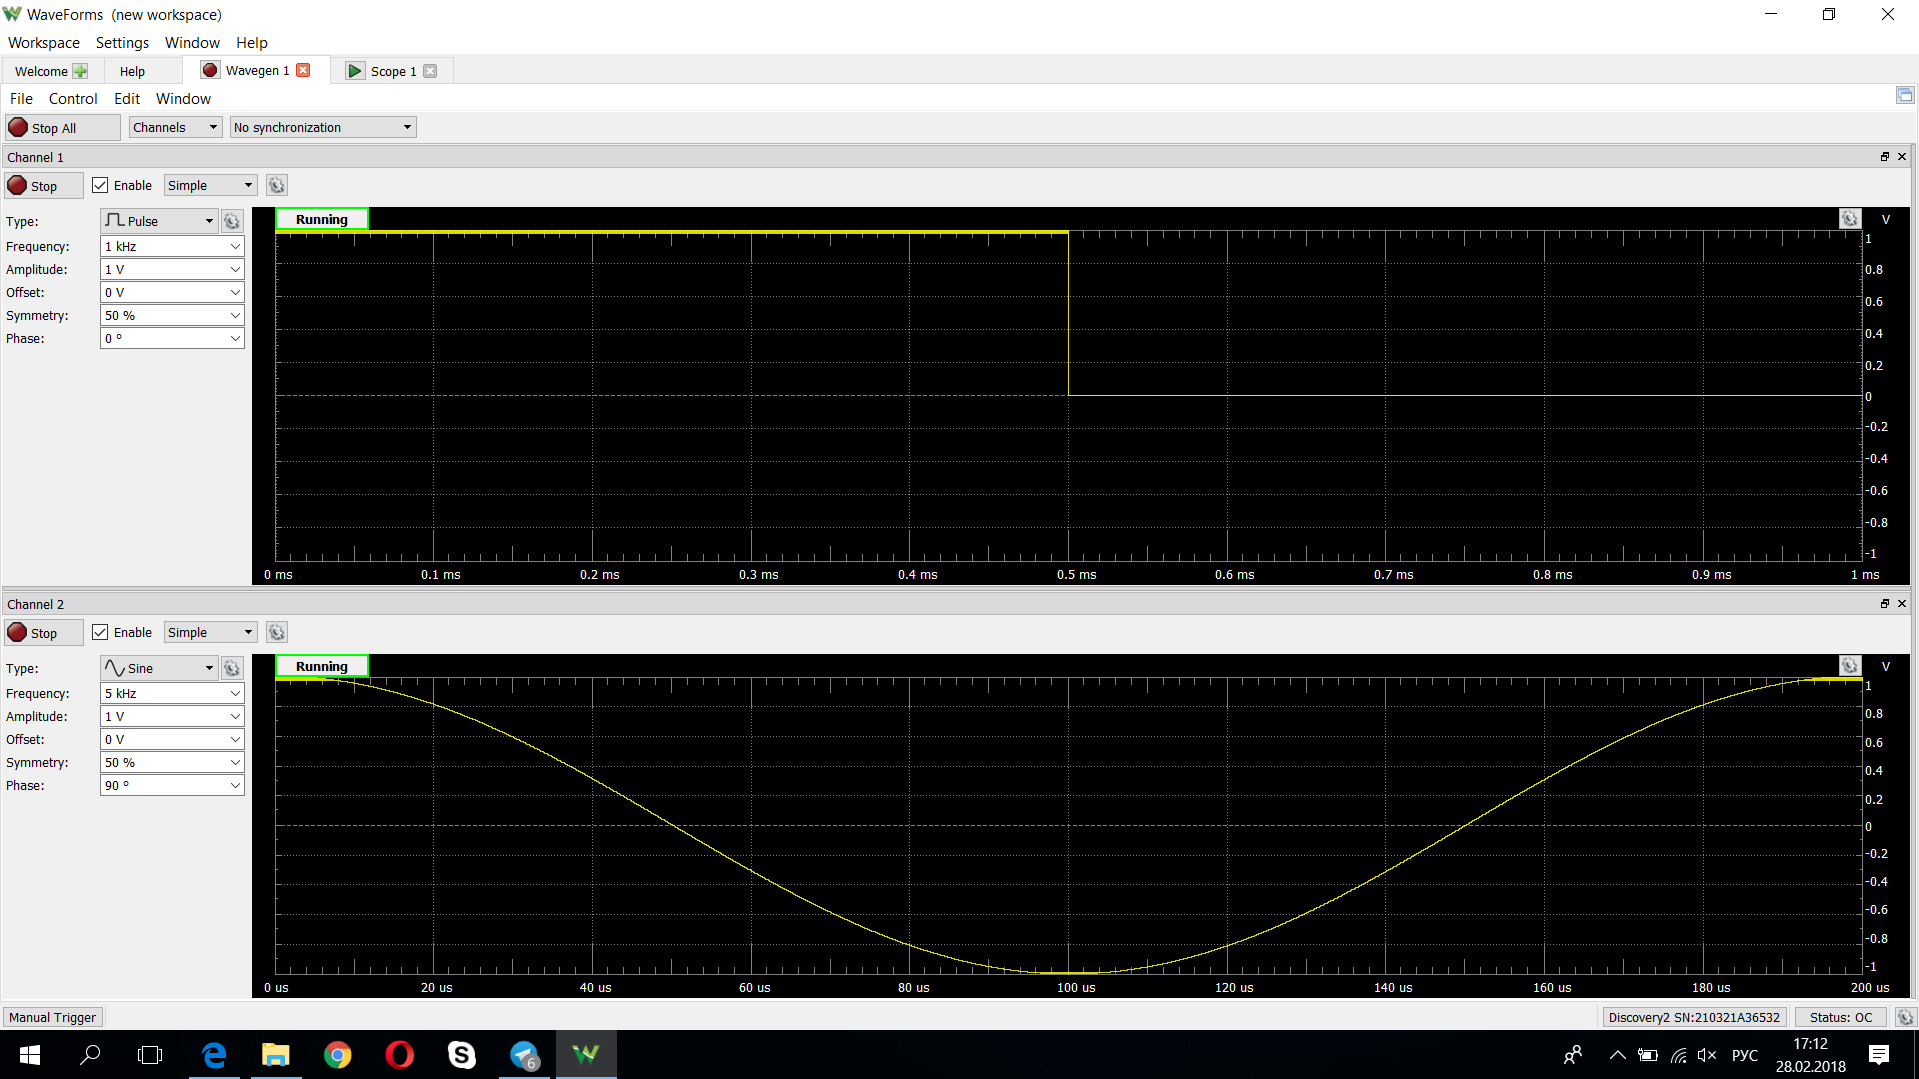 WaveForms (new workspace)
Workspace Settings Window Help
Welcome Help Wavegen 1 Scope 1
File Control Edit Window
Stop All Channels No synchronization
Channel 1
Stop Enable Simple
Type: Pulse
Frequency: 1 kHz
Amplitude: 1 V
Offset: 0 V
Symmetry: 50 %
Phase: 0 º
Running V
1
0.8
0.6
0.4
0.2
0
-0.2
-0.4
-0.6
-0.8
-1
0 ms 0.1 ms 0.2 ms 0.3 ms 0.4 ms 0.5 ms 0.6 ms 0.7 ms 0.8 ms 0.9 ms 1 ms
Channel 2
Stop Enable Simple
Type: Sine
Frequency: 5 kHz
Amplitude: 1 V
Offset: 0 V
Symmetry: 50 %
Phase: 90 º
Running V
1
0.8
0.6
0.4
0.2
0
-0.2
-0.4
-0.6
-0.8
-1
0 us 20 us 40 us 60 us 80 us 100 us 120 us 140 us 160 us 180 us 200 us
Manual Trigger Discovery2 SN:210321A36532 Status: OC
6 РУС 17:12
28.02.2018